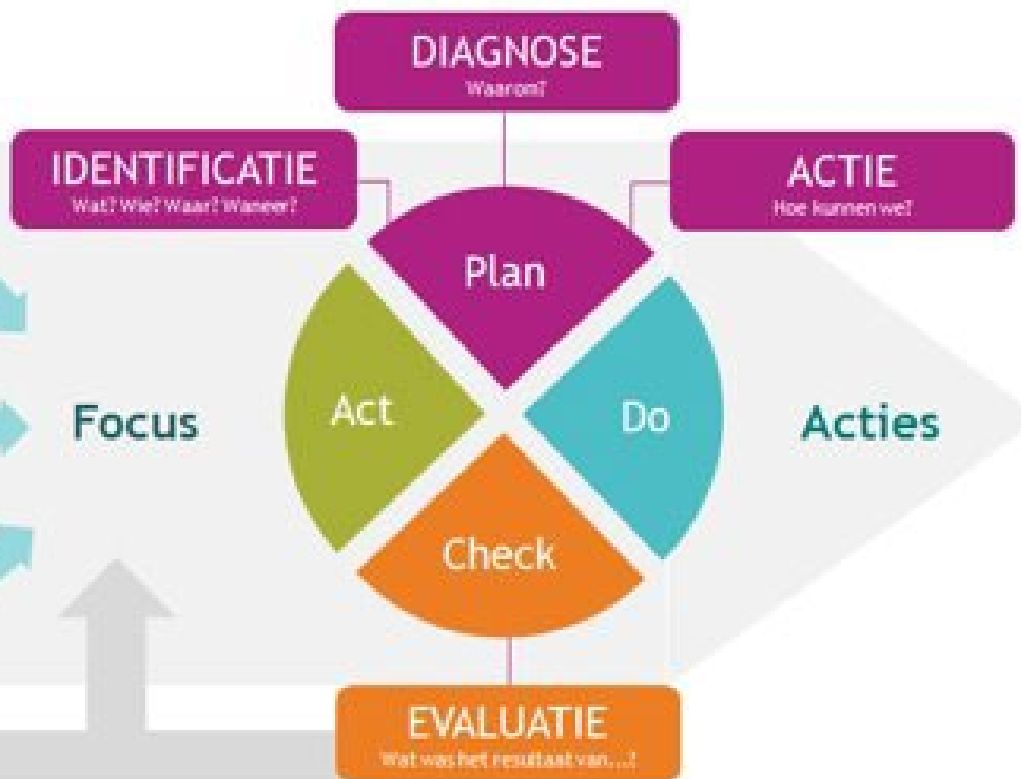 DIAGNOSE
Waarom?
IDENTIFICATIE
Wat? Wie? Waar? Waneer?
ACTIE
Hoe kunnen we?
Plan
Act
Do
Focus
Acties
Check
EVALUATIE
Wat was het resultaat van...?